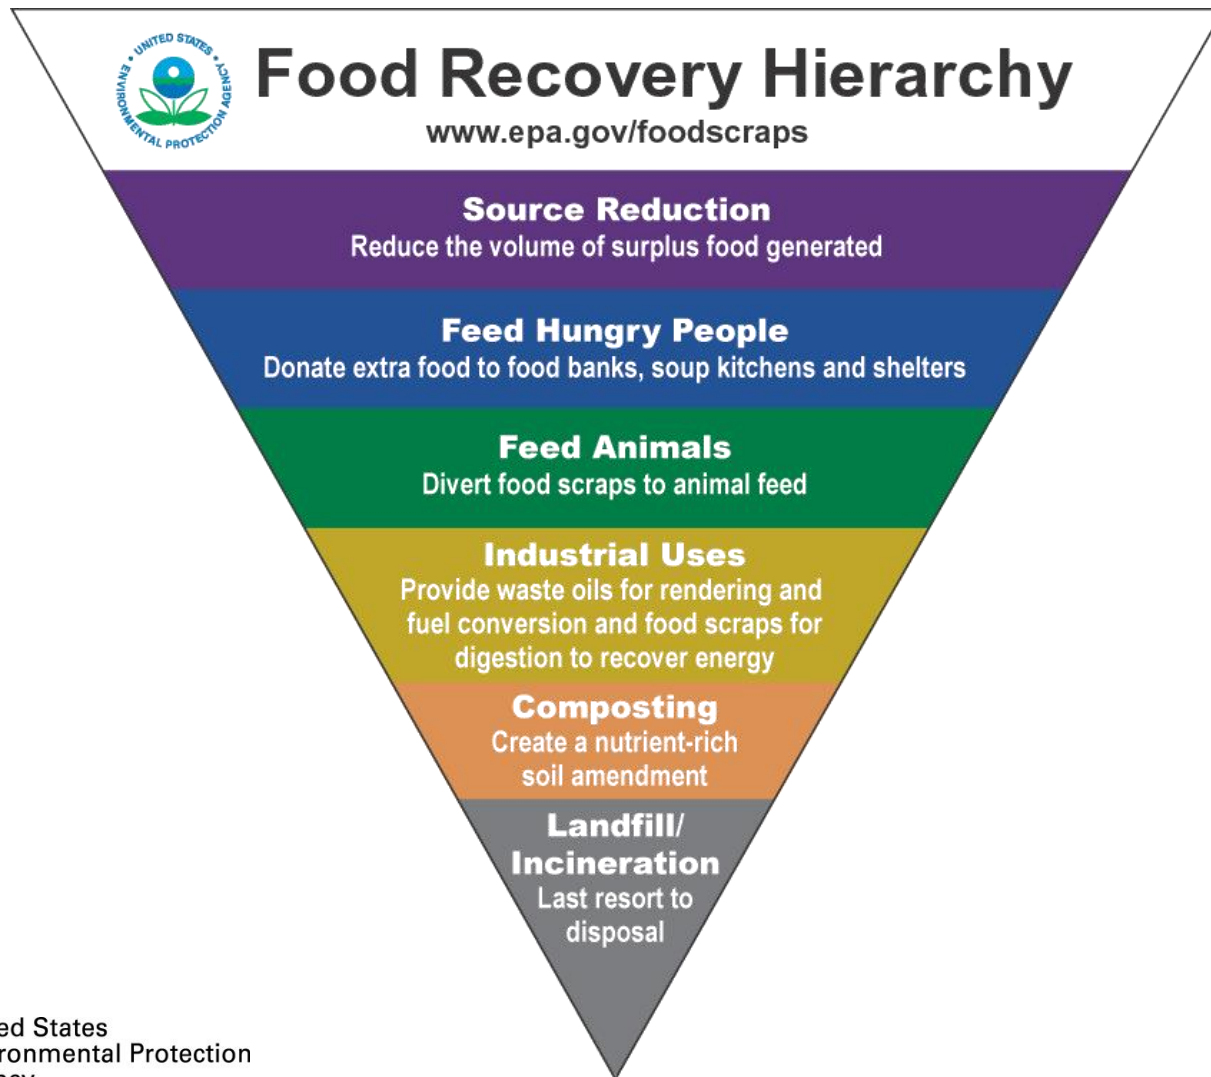 UNITED STATES
ENVIRONMENTAL PROTECTION AGENCY
Food Recovery Hierarchy
www.epa.gov/foodscraps
Source Reduction
Reduce the volume of surplus food generated
Feed Hungry People
Donate extra food to food banks, soup kitchens and shelters
Feed Animals
Divert food scraps to animal feed
Industrial Uses
Provide waste oils for rendering and
fuel conversion and food scraps for
digestion to recover energy
Composting
Create a nutrient-rich
soil amendment
Landfill/
Incineration
Last resort to
disposal
ed States
ronmental Protection